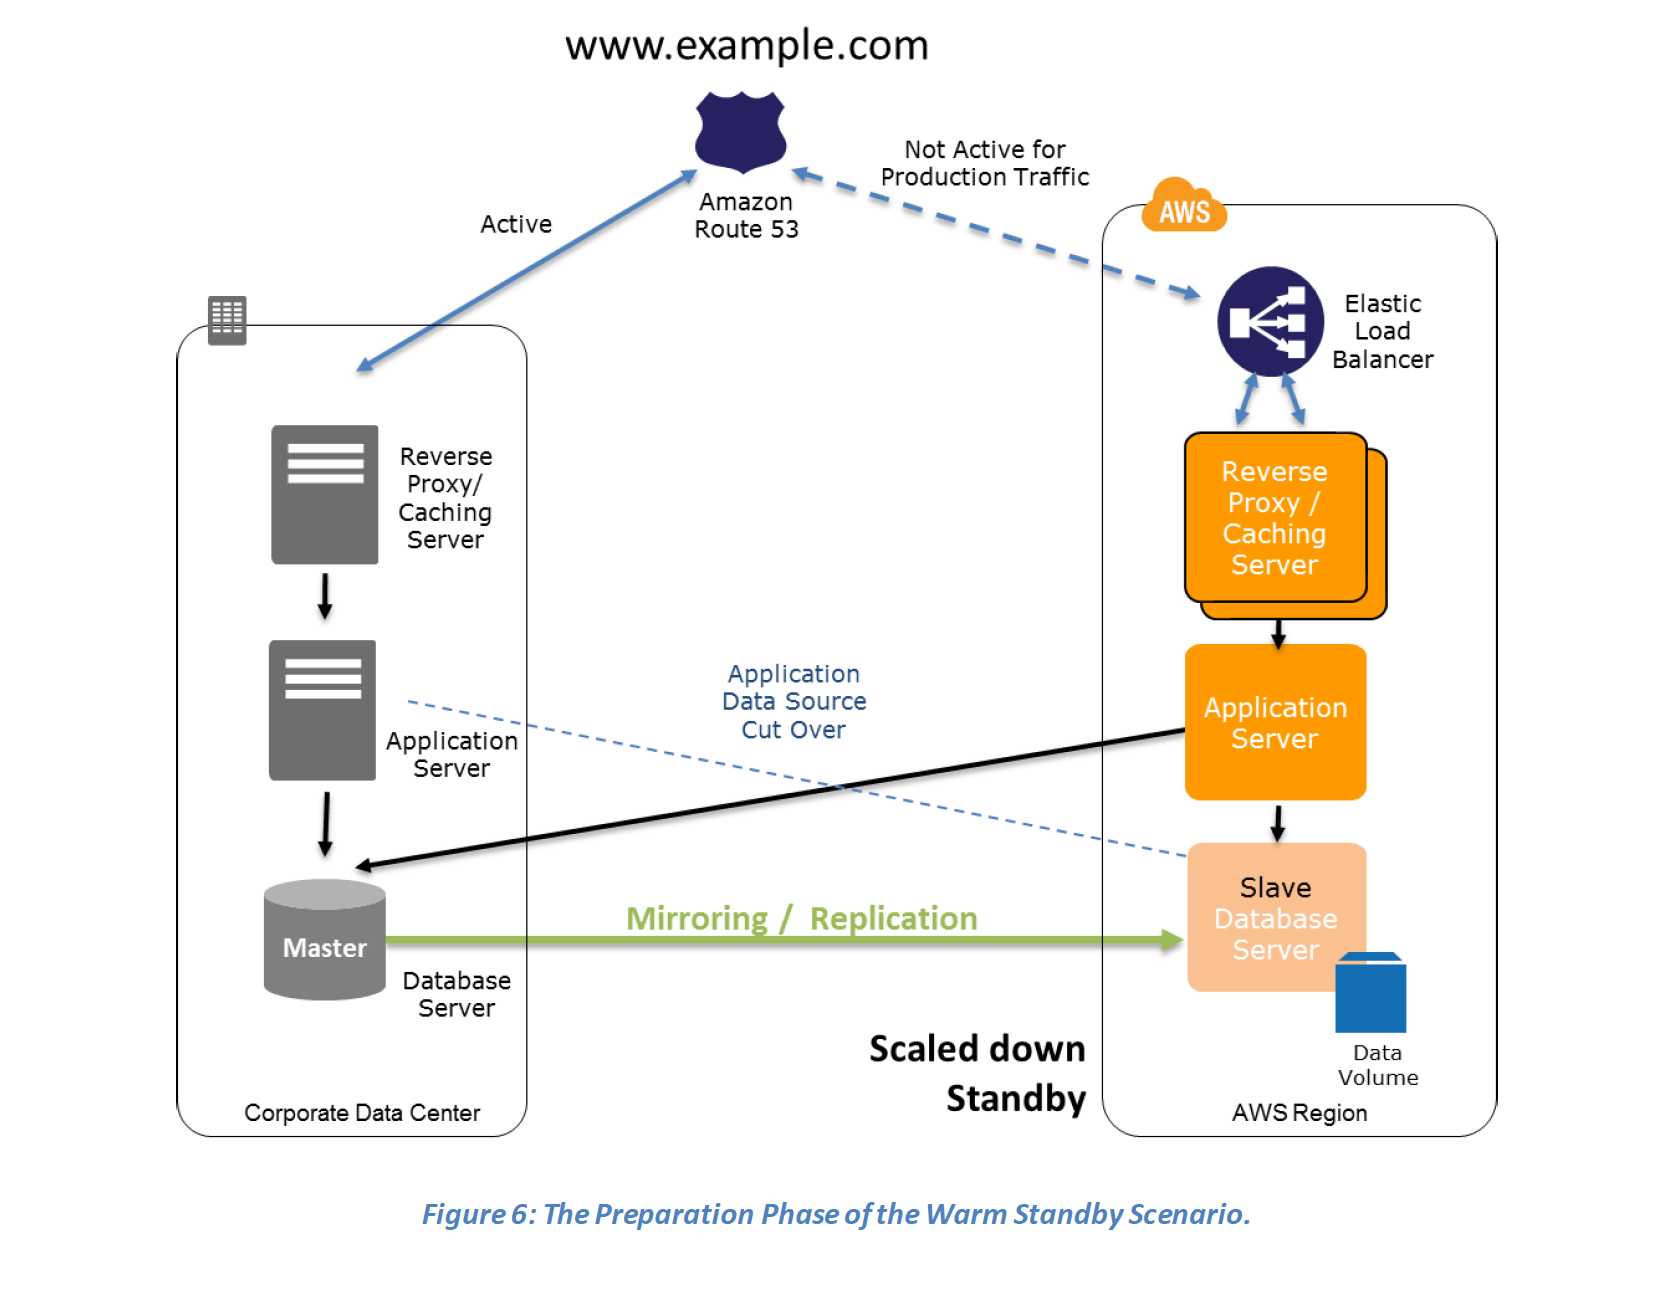 www.example.com
Not Active for
Production Traffic
Amazon
Route 53
Active
AWS
Elastic
Load
Balancer
Reverse
Proxy/
Caching
Server
Reverse
Proxy /
Caching
Server
Application
Data Source
Cut Over
Application
Server
Application
Server
Slave
Database
Server
Mirroring / Replication
Master
Database
Server
Scaled down
Standby
Data
Volume
Corporate Data Center
AWS Region
Figure 6: The Preparation Phase of the Warm Standby Scenario.